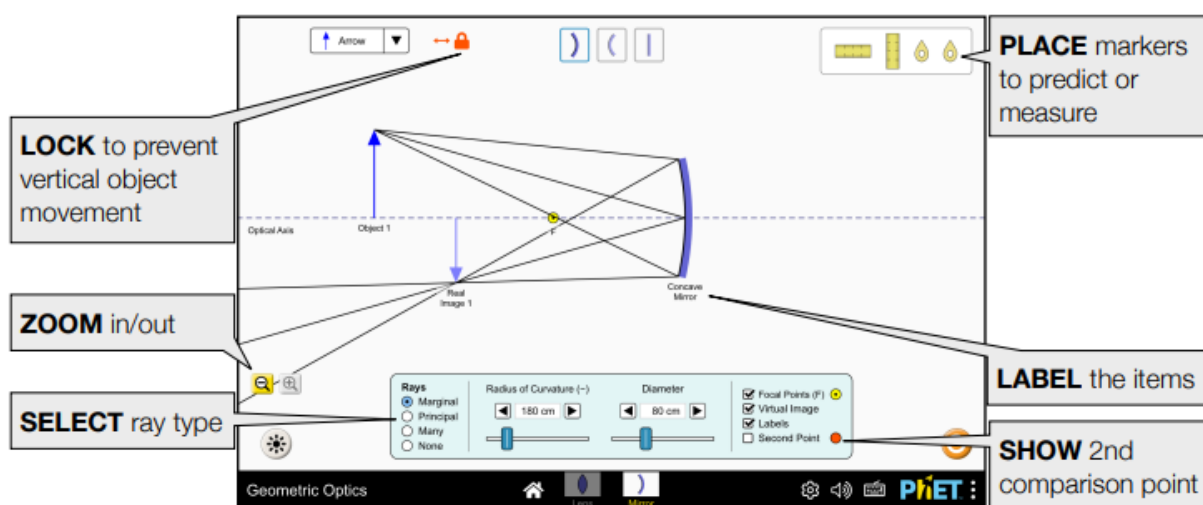 Arrow
PLACE markers
to predict or
measure
LOCK to prevent
vertical object
movement
Optical Axis
Object 1
F
Real
Image 1
Concave
Mirror
ZOOM in/out
LABEL the items
SELECT ray type
Rays
Marginal
Principal
Many
None
Radius of Curvature (~)
180 cm
Diameter
80 cm
Focal Points (F)
Virtual Image
Labels
Second Point
SHOW 2nd
comparison point
Geometric Optics
Lens
Mirror
PhET